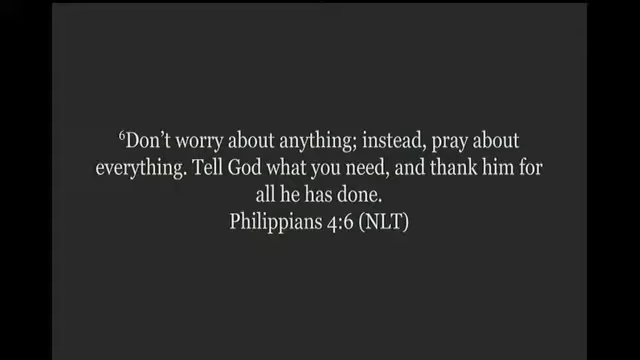 ⁶Don’t worry about anything; instead, pray about
everything. Tell God what you need, and thank him for
all he has done.
Philippians 4:6 (NLT)